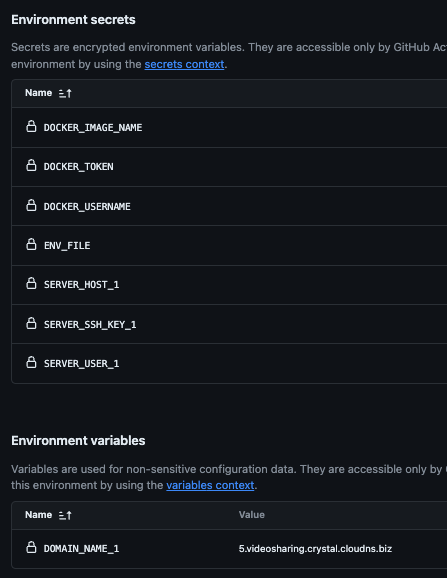 Environment secrets
Secrets are encrypted environment variables. They are accessible only by GitHub Ac
environment by using the secrets context.
Name
DOCKER_IMAGE_NAME
DOCKER_TOKEN
DOCKER_USERNAME
ENV_FILE
SERVER_HOST_1
SERVER_SSH_KEY_1
SERVER_USER_1
Environment variables
Variables are used for non-sensitive configuration data. They are accessible only by
this environment by using the variables context.
Name Value
DOMAIN_NAME_1 5.videosharing.crystal.cloudns.biz